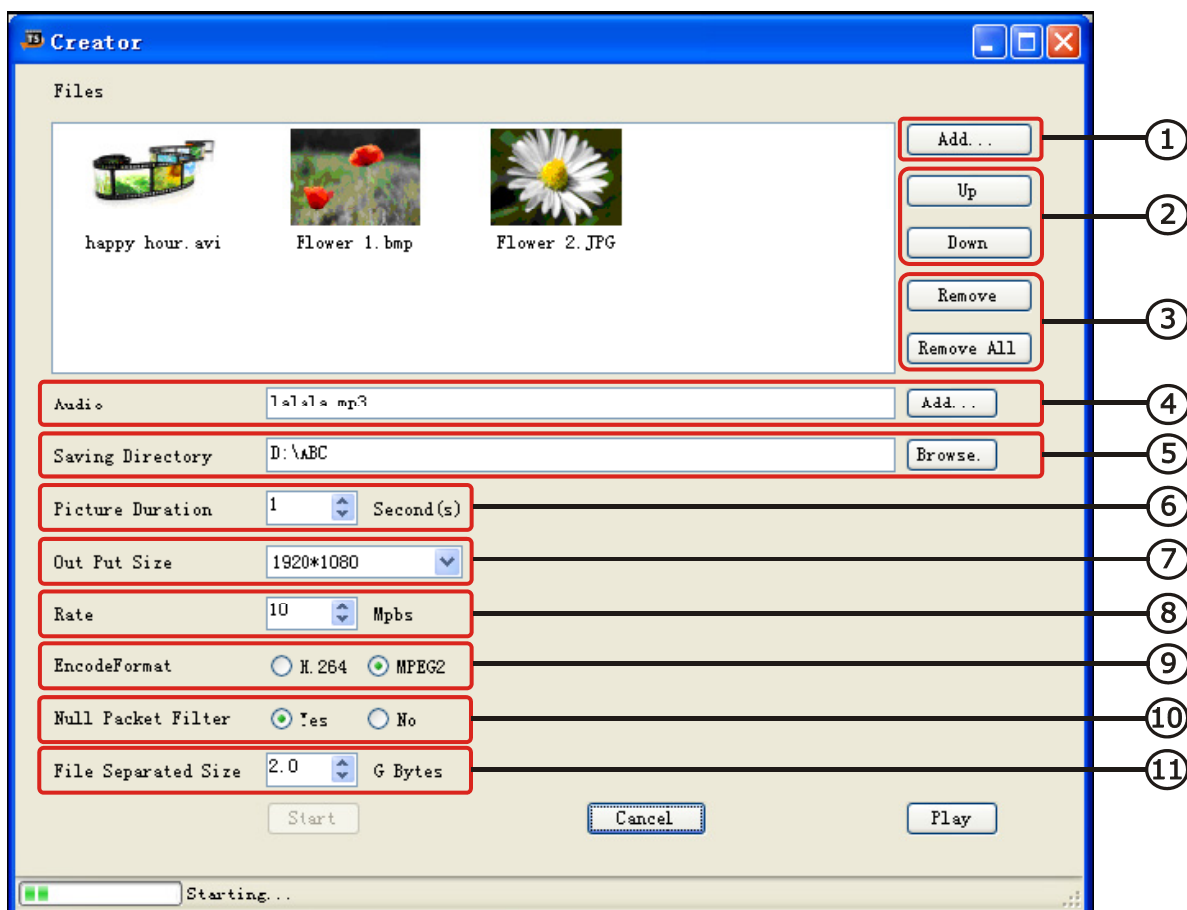 TS Creator
Files
happy hour.avi Flower 1.bmp Flower 2.JPG
Add... 1
Up
2
Down
Remove
3
Remove All
Audio lalala mp3 Add... 4
Saving Directory D:\ABC Browse. 5
Picture Duration 1 Second(s) 6
Out Put Size 1920*1080 7
Rate 10 Mpbs 8
EncodeFormat H.264 MPEG2 9
Null Packet Filter Yes No 10
File Separated Size 2.0 G Bytes 11
Start Cancel Play
Starting...